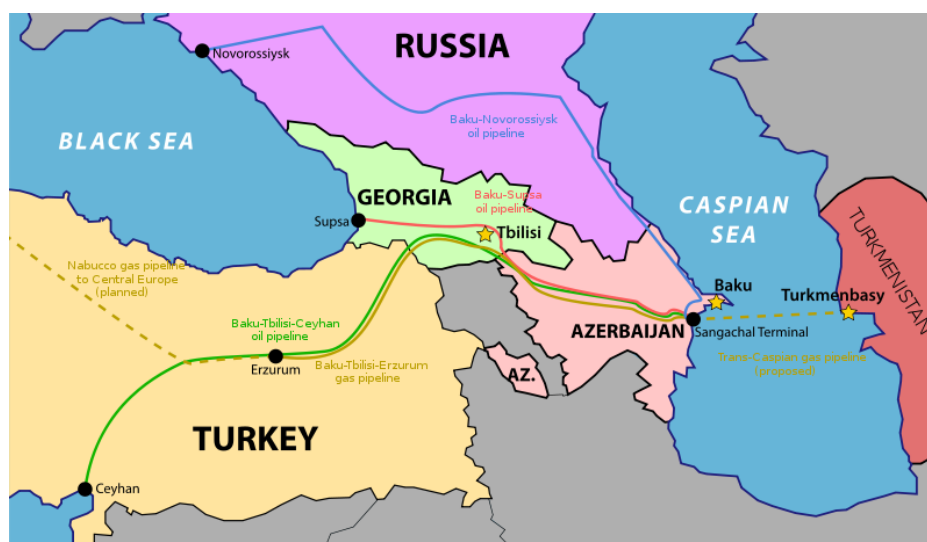 RUSSIA
Novorossiysk
Baku-Novorossiysk
oil pipeline
BLACK SEA
GEORGIA
Baku-Supsa
oil pipeline
Supsa
Tbilisi
CASPIAN
SEA
TURKMENISTAN
Nabucco gas pipeline
to Central Europe
(planned)
Baku
Turkmenbasy
Baku-Tbilisi-Ceyhan
oil pipeline
AZERBAIJAN
Sangachal Terminal
Erzurum
Baku-Tbilisi-Erzurum
gas pipeline
Trans-Caspian gas pipeline
(proposed)
AZ.
TURKEY
Ceyhan